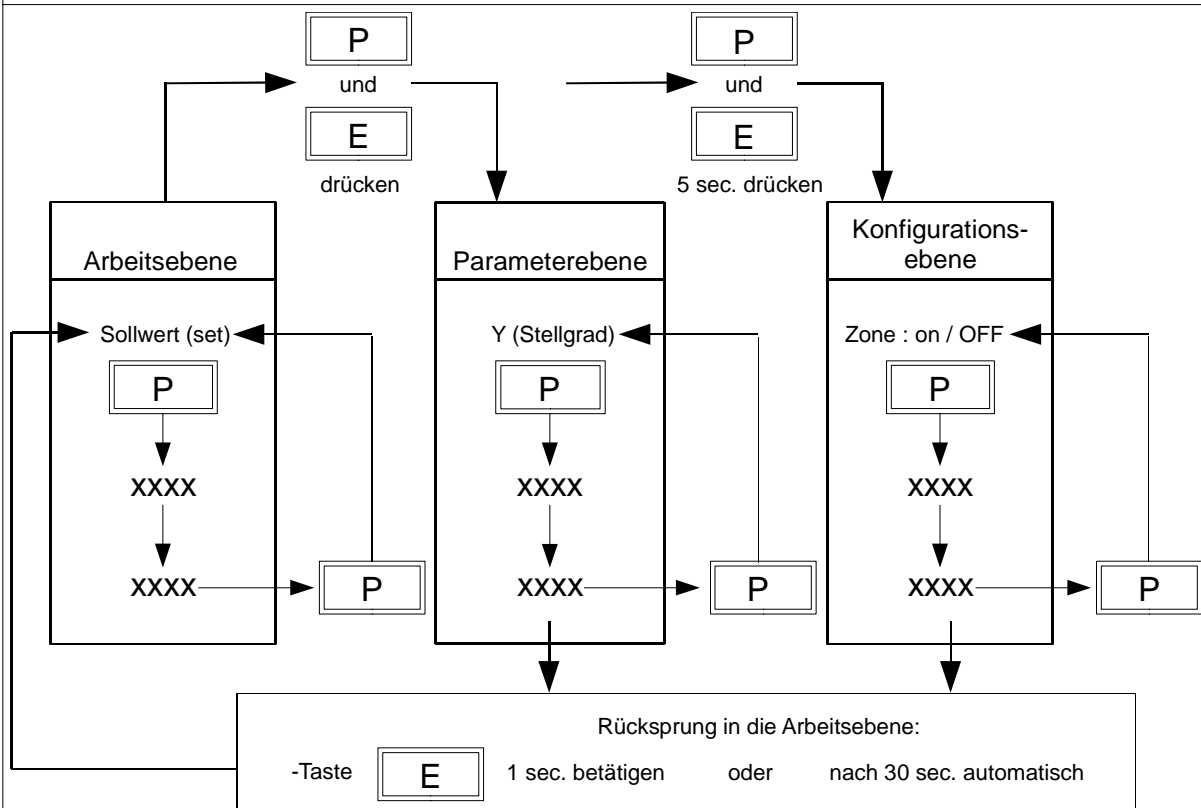 P
und
E
drücken
P
und
E
5 sec. drücken
Arbeitsebene
Sollwert (set)
P
xxxx
xxxx
P
Parameterebene
Y (Stellgrad)
P
xxxx
xxxx
P
Konfigurations-
ebene
Zone : on / OFF
P
xxxx
xxxx
P
Rücksprung in die Arbeitsebene:
-Taste E 1 sec. betätigen oder nach 30 sec. automatisch